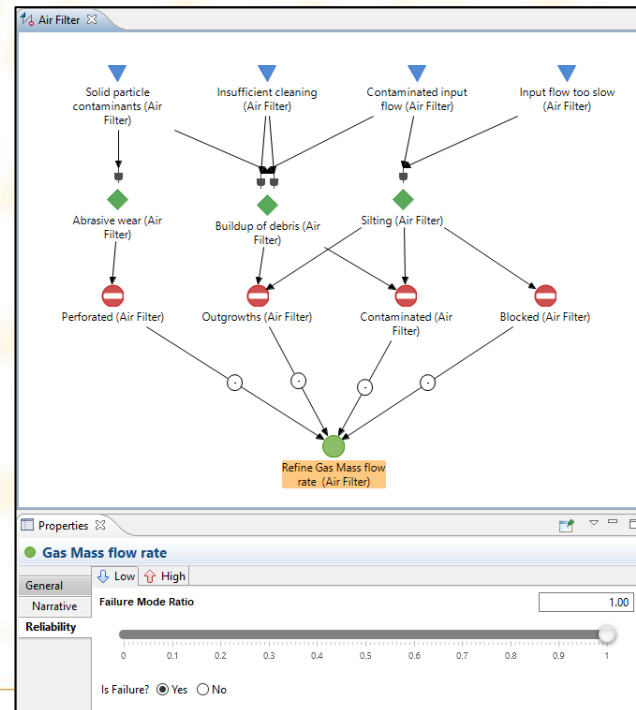 Air Filter
Solid particle
contaminants (Air
Filter)
Insufficient cleaning
(Air Filter)
Contaminated input
flow (Air Filter)
Input flow too slow
(Air Filter)
Abrasive wear (Air
Filter)
Buildup of debris (Air
Filter)
Silting (Air Filter)
Perforated (Air Filter)
Outgrowths (Air Filter)
Contaminated (Air
Filter)
Blocked (Air Filter)
Refine Gas Mass flow
rate (Air Filter)
Properties
Gas Mass flow rate
General
Narrative
Reliability
Low High
Failure Mode Ratio 1.00
0 0.1 0.2 0.3 0.4 0.5 0.6 0.7 0.8 0.9 1
Is Failure? Yes No